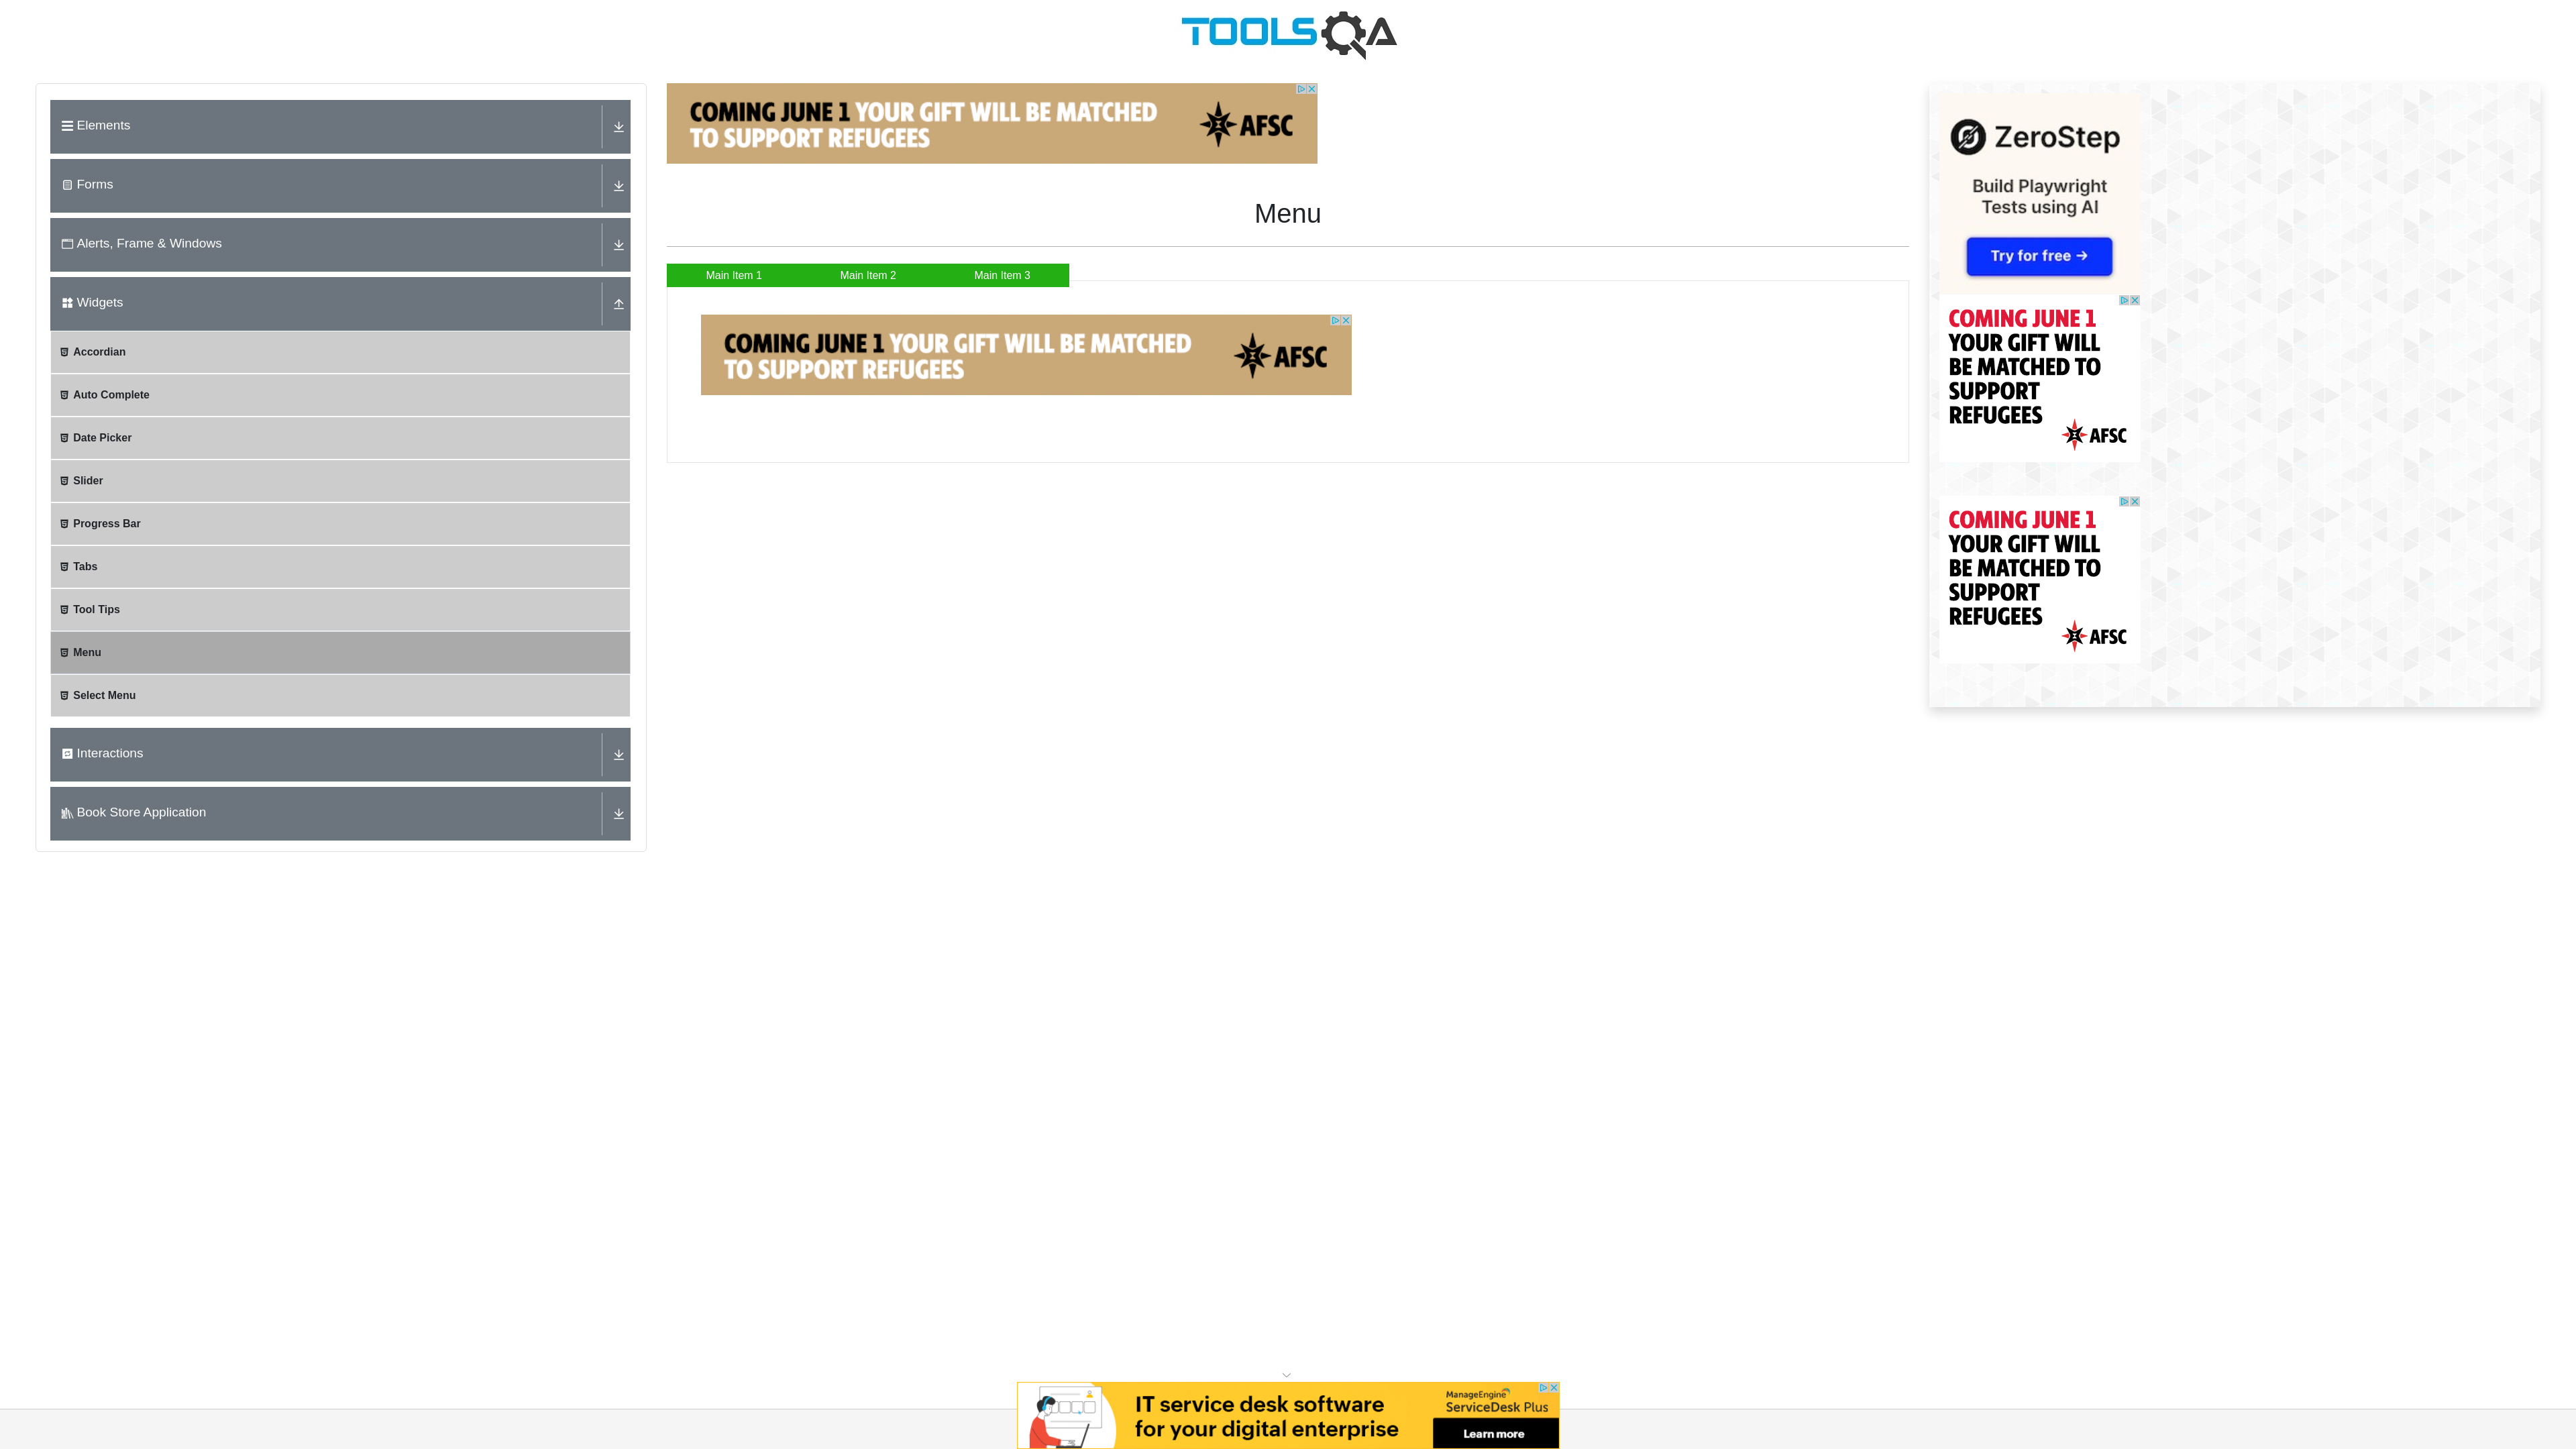 TOOLSQA
Elements
Forms
Alerts, Frame & Windows
Widgets
Accordian
Auto Complete
Date Picker
Slider
Progress Bar
Tabs
Tool Tips
Menu
Select Menu
Interactions
Book Store Application
COMING JUNE 1 YOUR GIFT WILL BE MATCHED
TO SUPPORT REFUGEES
AFSC
Menu
Main Item 1
Main Item 2
Main Item 3
COMING JUNE 1 YOUR GIFT WILL BE MATCHED
TO SUPPORT REFUGEES
AFSC
ZeroStep
Build Playwright
Tests using AI
Try for free →
COMING JUNE 1
YOUR GIFT WILL
BE MATCHED TO
SUPPORT
REFUGEES
AFSC
COMING JUNE 1
YOUR GIFT WILL
BE MATCHED TO
SUPPORT
REFUGEES
AFSC
IT service desk software
for your digital enterprise
ManageEngine
ServiceDesk Plus
Learn more